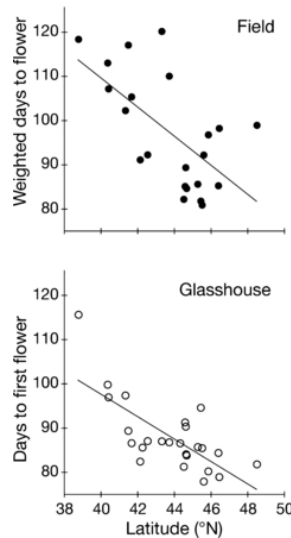 Field
Weighted days to flower
120
110
100
90
80
Glasshouse
Days to first flower
120
110
100
90
80
38 40 42 44 46 48 50
Latitude (°N)